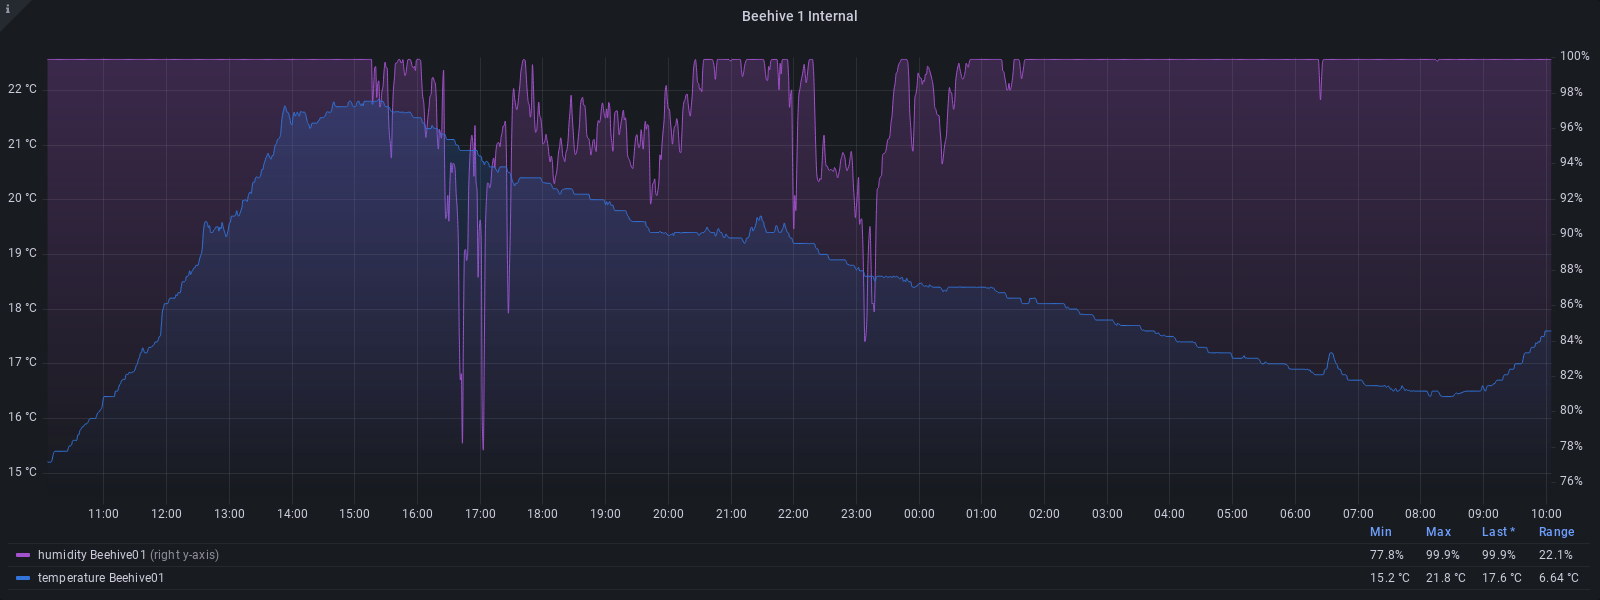 i
Beehive 1 Internal
100%
22 °C
98%
96%
21 °C
94%
20 °C
92%
90%
19 °C
88%
18 °C
86%
84%
17 °C
82%
16 °C
80%
78%
15 °C
76%
11:00 12:00 13:00 14:00 15:00 16:00 17:00 18:00 19:00 20:00 21:00 22:00 23:00 00:00 01:00 02:00 03:00 04:00 05:00 06:00 07:00 08:00 09:00 10:00
Min Max Last * Range
humidity Beehive01 (right y-axis) 77.8% 99.9% 99.9% 22.1%
temperature Beehive01 15.2 °C 21.8 °C 17.6 °C 6.64 °C